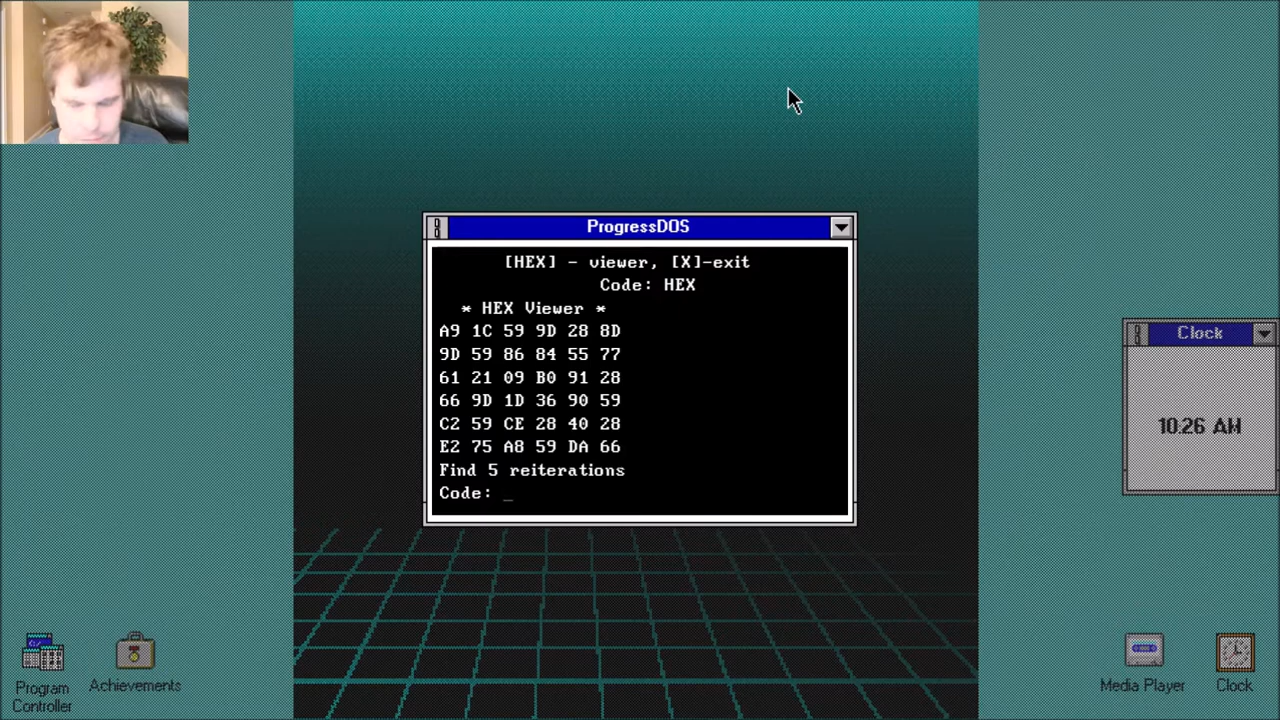 ProgressDOS
[HEX] - viewer, [X]-exit
Code: HEX
* HEX Viewer *
A9 1C 59 9D 28 8D
9D 59 86 84 55 77
61 21 09 B0 91 28
66 9D 1D 36 90 59
C2 59 CE 28 40 28
E2 75 A8 59 DA 66
Find 5 reiterations
Code: _
Clock
10.26 AM
Program
Controller
Achievements
Media Player
Clock